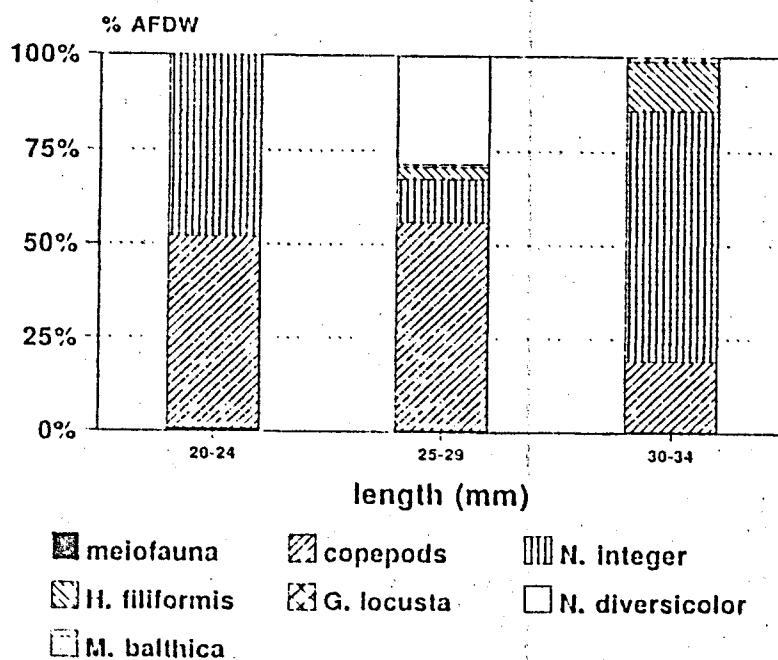 % AFDW
100%
75%
50%
25%
0%
20-24 25-29 30-34
length (mm)
meiofauna copepods N. integer
H. filiformis G. locusta N. diversicolor
M. balthica